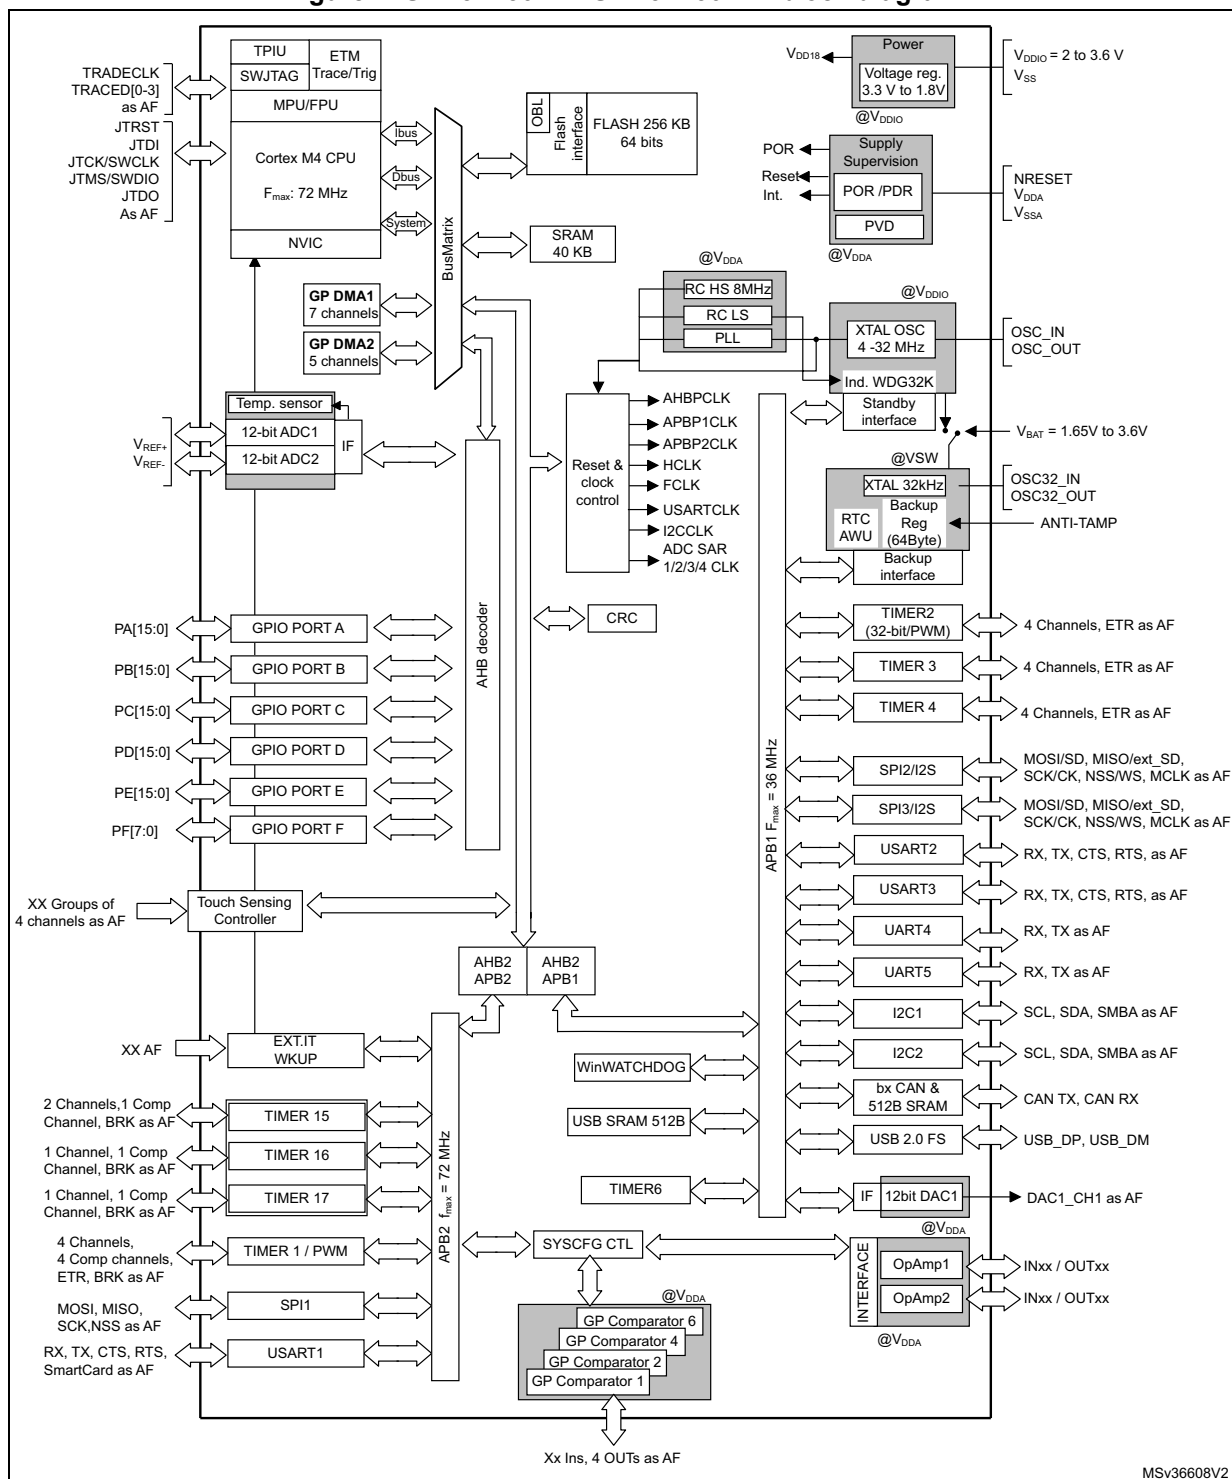 TPIU
ETM
Trace/Trig
SWJTAG
MPU/FPU
Cortex M4 CPU
Fmax: 72 MHz
NVIC
TRADECLK
TRACED[0-3]
as AF
JTRST
JTDI
JTCK/SWCLK
JTMS/SWDIO
JTDO
As AF
Ibus
Dbus
System
BusMatrix
OBL
Flash
interface
FLASH 256 KB
64 bits
SRAM
40 KB
GP DMA1
7 channels
GP DMA2
5 channels
VDD18
Power
Voltage reg.
3.3 V to 1.8V
@VDDIO
VDDIO = 2 to 3.6 V
VSS
POR
Reset
Int.
Supply
Supervision
POR /PDR
PVD
@VDDA
NRESET
VDDA
VSSA
@VDDA
RC HS 8MHz
RC LS
PLL
@VDDIO
XTAL OSC
4 -32 MHz
Ind. WDG32K
Standby
interface
OSC_IN
OSC_OUT
VBAT = 1.65V to 3.6V
@VSW
XTAL 32kHz
RTC
AWU
Backup
Reg
(64Byte)
Backup
interface
OSC32_IN
OSC32_OUT
ANTI-TAMP
Temp. sensor
12-bit ADC1
12-bit ADC2
IF
VREF+
VREF-
Reset &
clock
control
AHBPCLK
APBP1CLK
APBP2CLK
HCLK
FCLK
USARTCLK
I2CCLK
ADC SAR
1/2/3/4 CLK
AHB decoder
CRC
PA[15:0]
GPIO PORT A
PB[15:0]
GPIO PORT B
PC[15:0]
GPIO PORT C
PD[15:0]
GPIO PORT D
PE[15:0]
GPIO PORT E
PF[7:0]
GPIO PORT F
XX Groups of
4 channels as AF
Touch Sensing
Controller
AHB2
APB2
AHB2
APB1
APB1 Fmax = 36 MHz
TIMER2
(32-bit/PWM)
4 Channels, ETR as AF
TIMER 3
4 Channels, ETR as AF
TIMER 4
4 Channels, ETR as AF
SPI2/I2S
MOSI/SD, MISO/ext_SD,
SCK/CK, NSS/WS, MCLK as AF
SPI3/I2S
MOSI/SD, MISO/ext_SD,
SCK/CK, NSS/WS, MCLK as AF
USART2
RX, TX, CTS, RTS, as AF
USART3
RX, TX, CTS, RTS, as AF
UART4
RX, TX as AF
UART5
RX, TX as AF
I2C1
SCL, SDA, SMBA as AF
I2C2
SCL, SDA, SMBA as AF
bx CAN &
512B SRAM
CAN TX, CAN RX
USB 2.0 FS
USB_DP, USB_DM
IF
12bit DAC1
DAC1_CH1 as AF
@VDDA
WinWATCHDOG
USB SRAM 512B
TIMER6
XX AF
EXT.IT
WKUP
2 Channels,1 Comp
Channel, BRK as AF
TIMER 15
1 Channel, 1 Comp
Channel, BRK as AF
TIMER 16
1 Channel, 1 Comp
Channel, BRK as AF
TIMER 17
4 Channels,
4 Comp channels,
ETR, BRK as AF
TIMER 1 / PWM
MOSI, MISO,
SCK,NSS as AF
SPI1
RX, TX, CTS, RTS,
SmartCard as AF
USART1
APB2 fmax = 72 MHz
SYSCFG CTL
@VDDA
GP Comparator 6
GP Comparator 4
GP Comparator 2
GP Comparator 1
Xx Ins, 4 OUTs as AF
INTERFACE
OpAmp1
INxx / OUTxx
OpAmp2
INxx / OUTxx
@VDDA
MSv36608V2